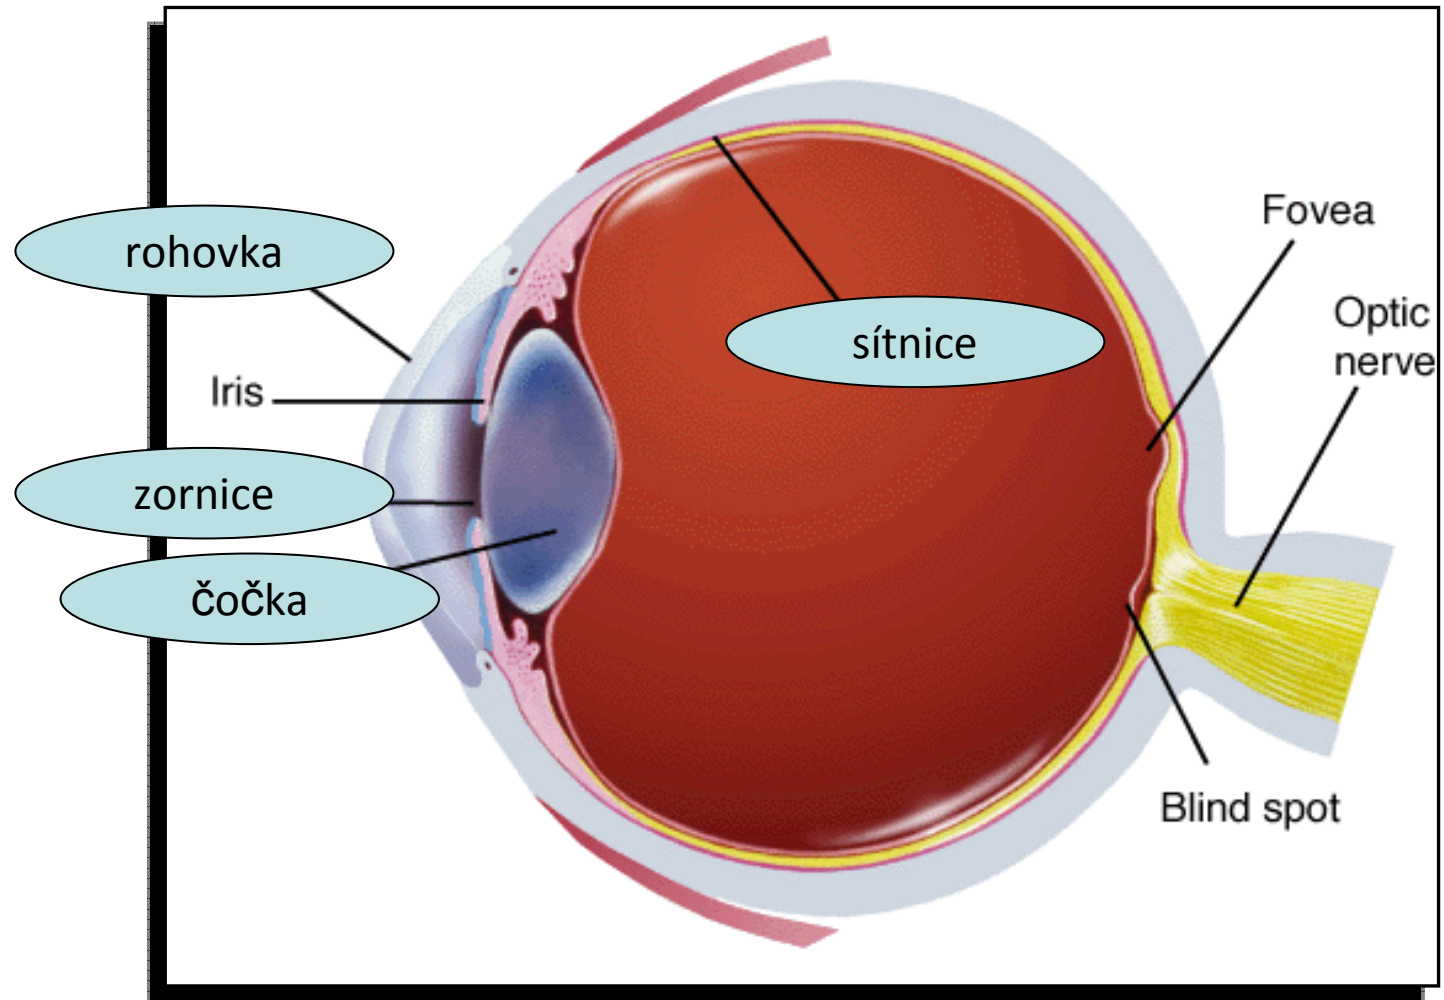 rohovka
Iris
zornice
čočka
sítnice
Fovea
Optic
nerve
Blind spot